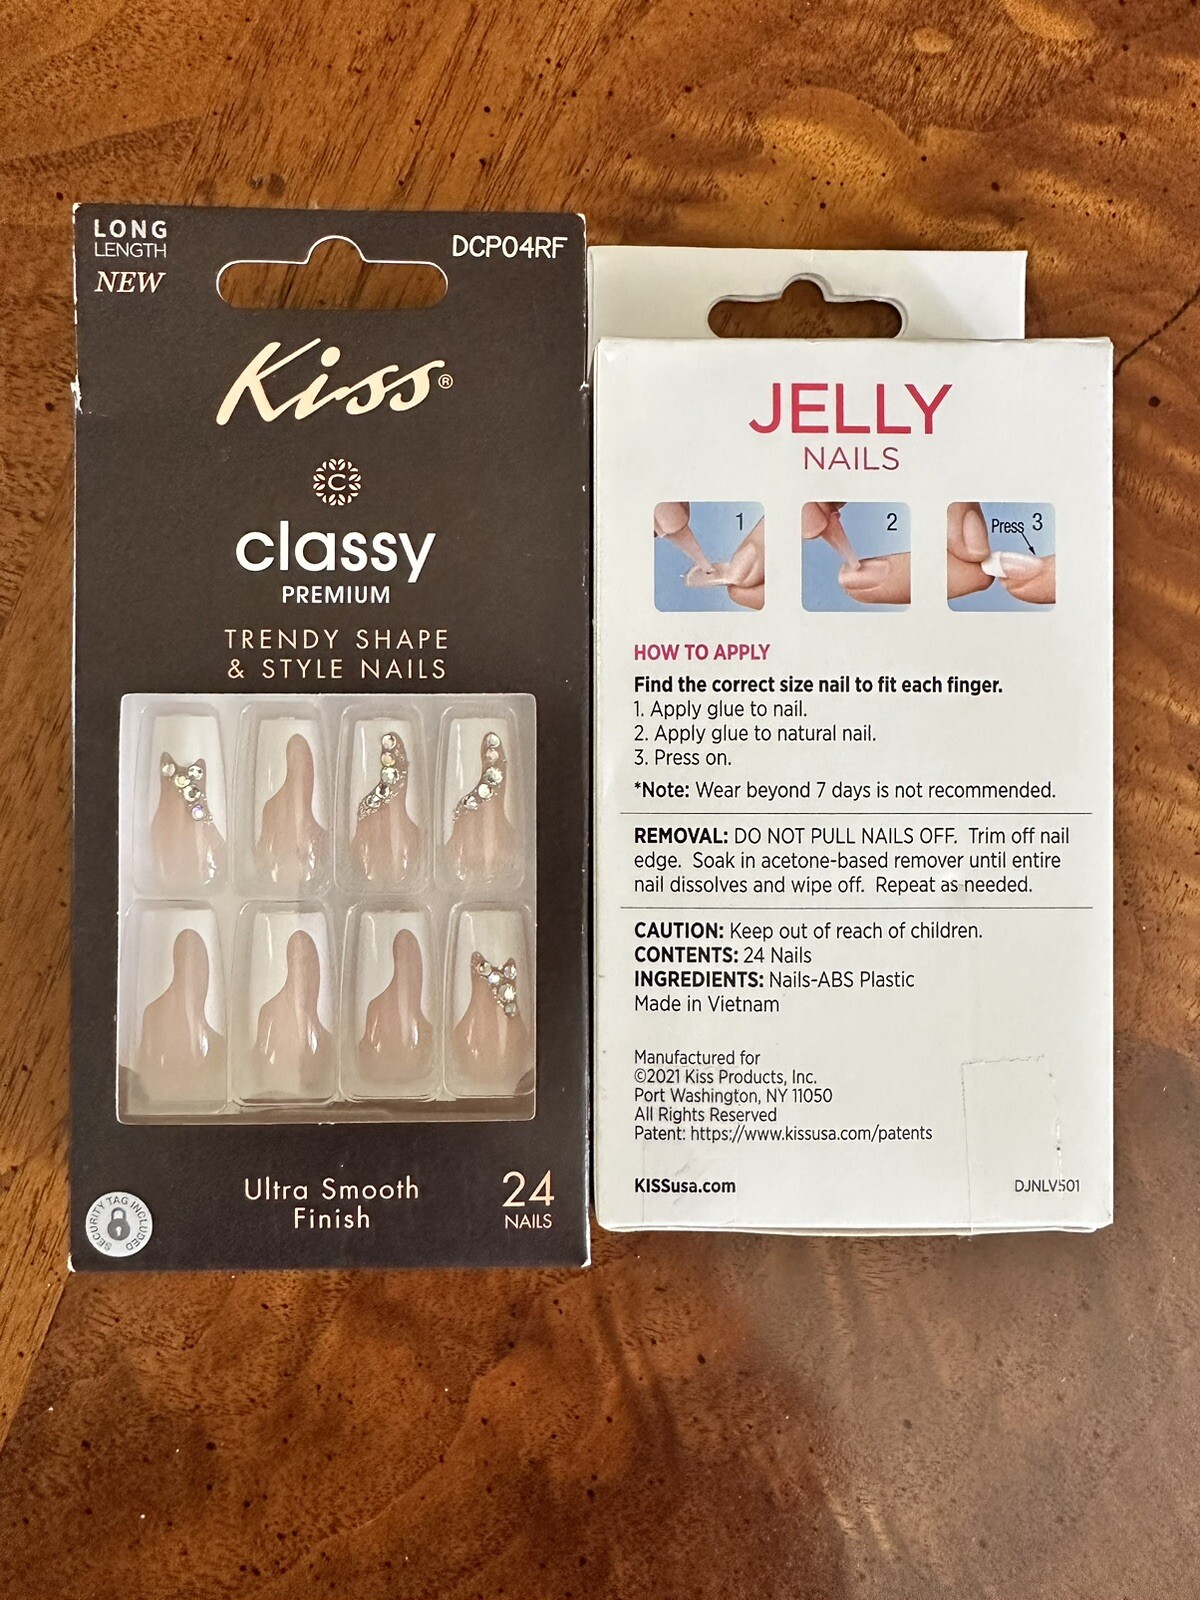 LONG
LENGTH
NEW
DCP04RF
Kiss®
C
classy
PREMIUM
TRENDY SHAPE
& STYLE NAILS
Ultra Smooth
Finish
24
NAILS
SECURITY TAG INCLUDED
JELLY
NAILS
1
2
Press 3
HOW TO APPLY
Find the correct size nail to fit each finger.
1. Apply glue to nail.
2. Apply glue to natural nail.
3. Press on.
*Note: Wear beyond 7 days is not recommended.
REMOVAL: DO NOT PULL NAILS OFF. Trim off nail
edge. Soak in acetone-based remover until entire
nail dissolves and wipe off. Repeat as needed.
CAUTION: Keep out of reach of children.
CONTENTS: 24 Nails
INGREDIENTS: Nails-ABS Plastic
Made in Vietnam
Manufactured for
©2021 Kiss Products, Inc.
Port Washington, NY 11050
All Rights Reserved
Patent: https://www.kissusa.com/patents
KISSusa.com
DJNLV501